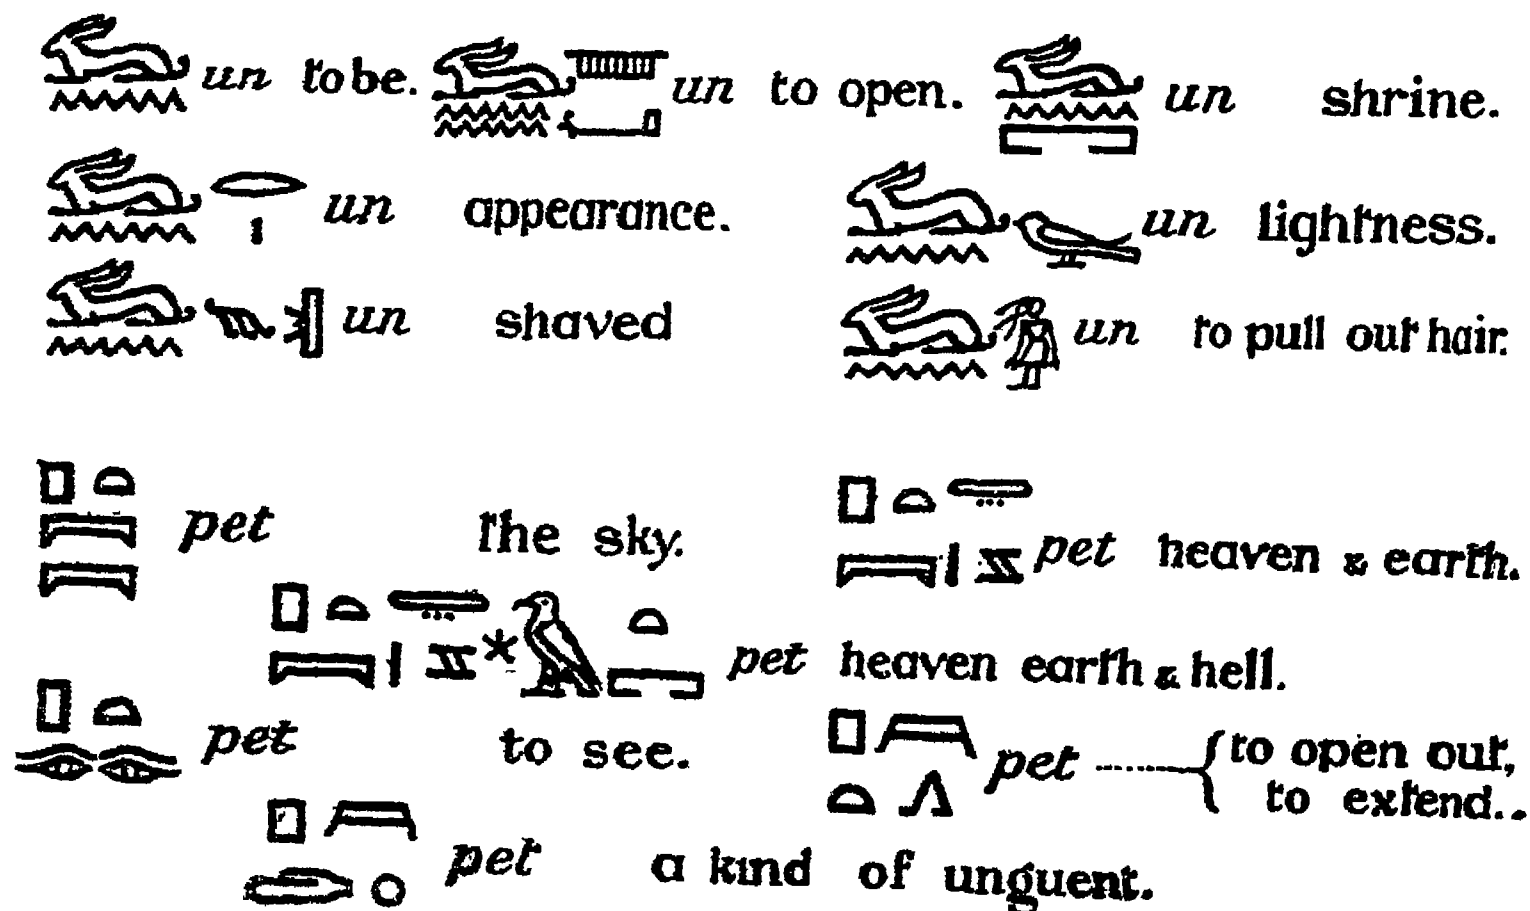 un to be. un to open. un shrine.
un appearance. un lightness.
un shaved un to pull out hair.
pet the sky. pet heaven & earth.
pet heaven earth & hell.
pet to see. pet to open out,
to extend..
pet a kind of unguent.